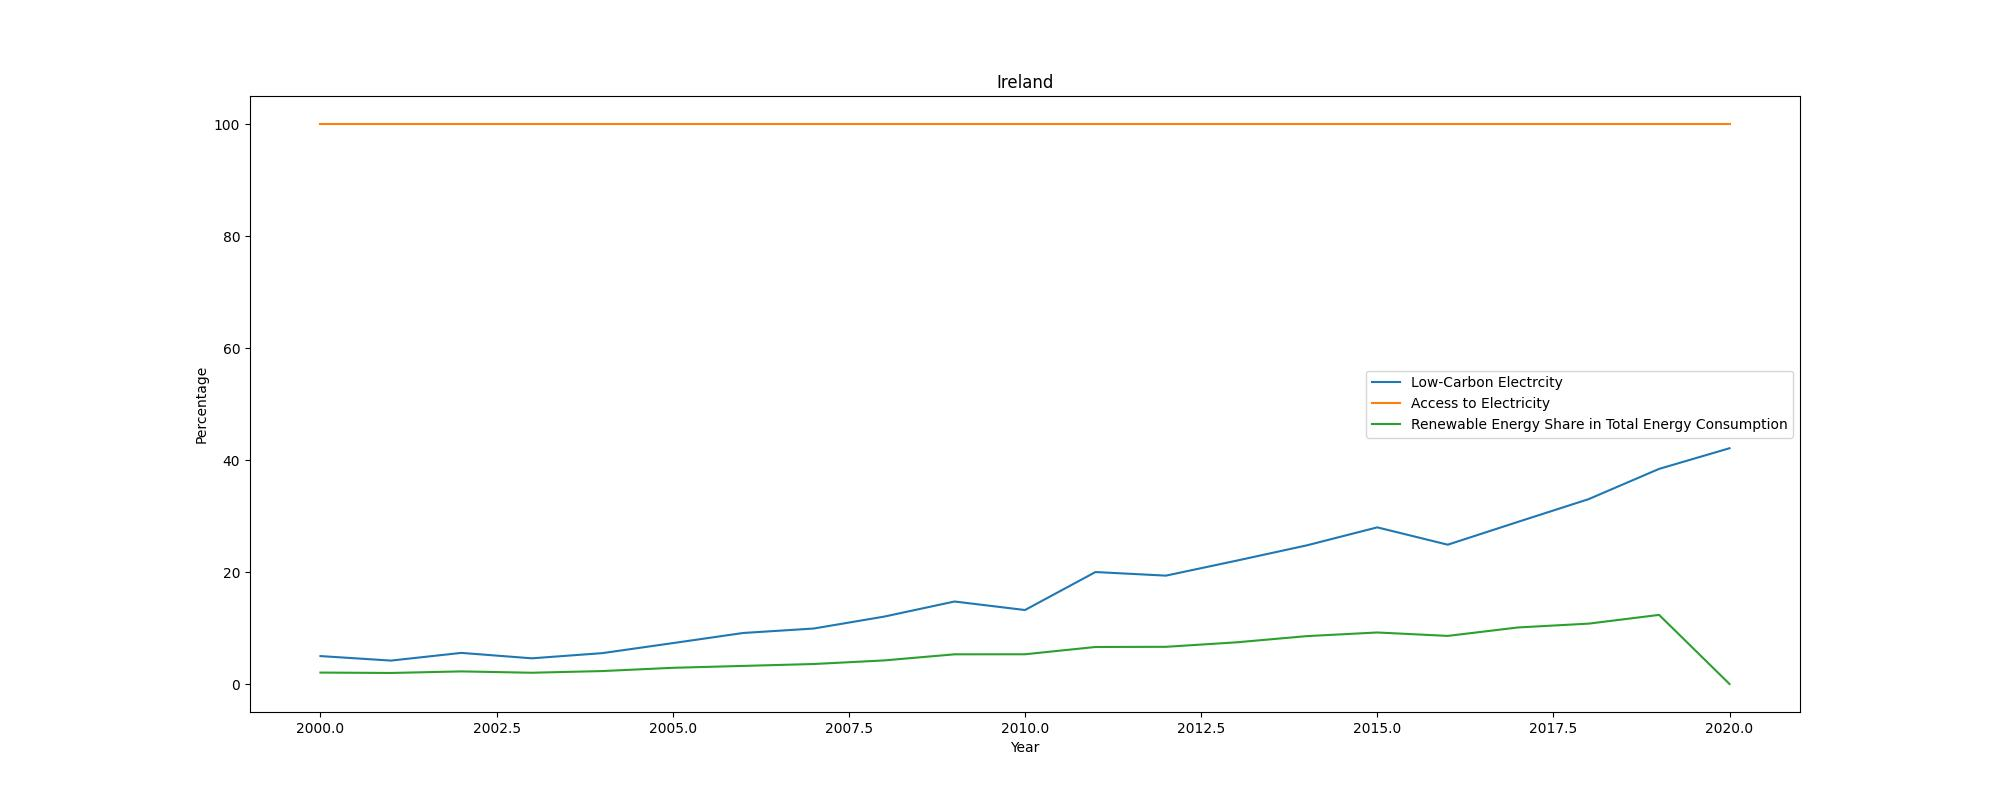 Ireland
100
80
60
40
20
0
Percentage
Low-Carbon Electrcity
Access to Electricity
Renewable Energy Share in Total Energy Consumption
2000.0 2002.5 2005.0 2007.5 2010.0 2012.5 2015.0 2017.5 2020.0
Year